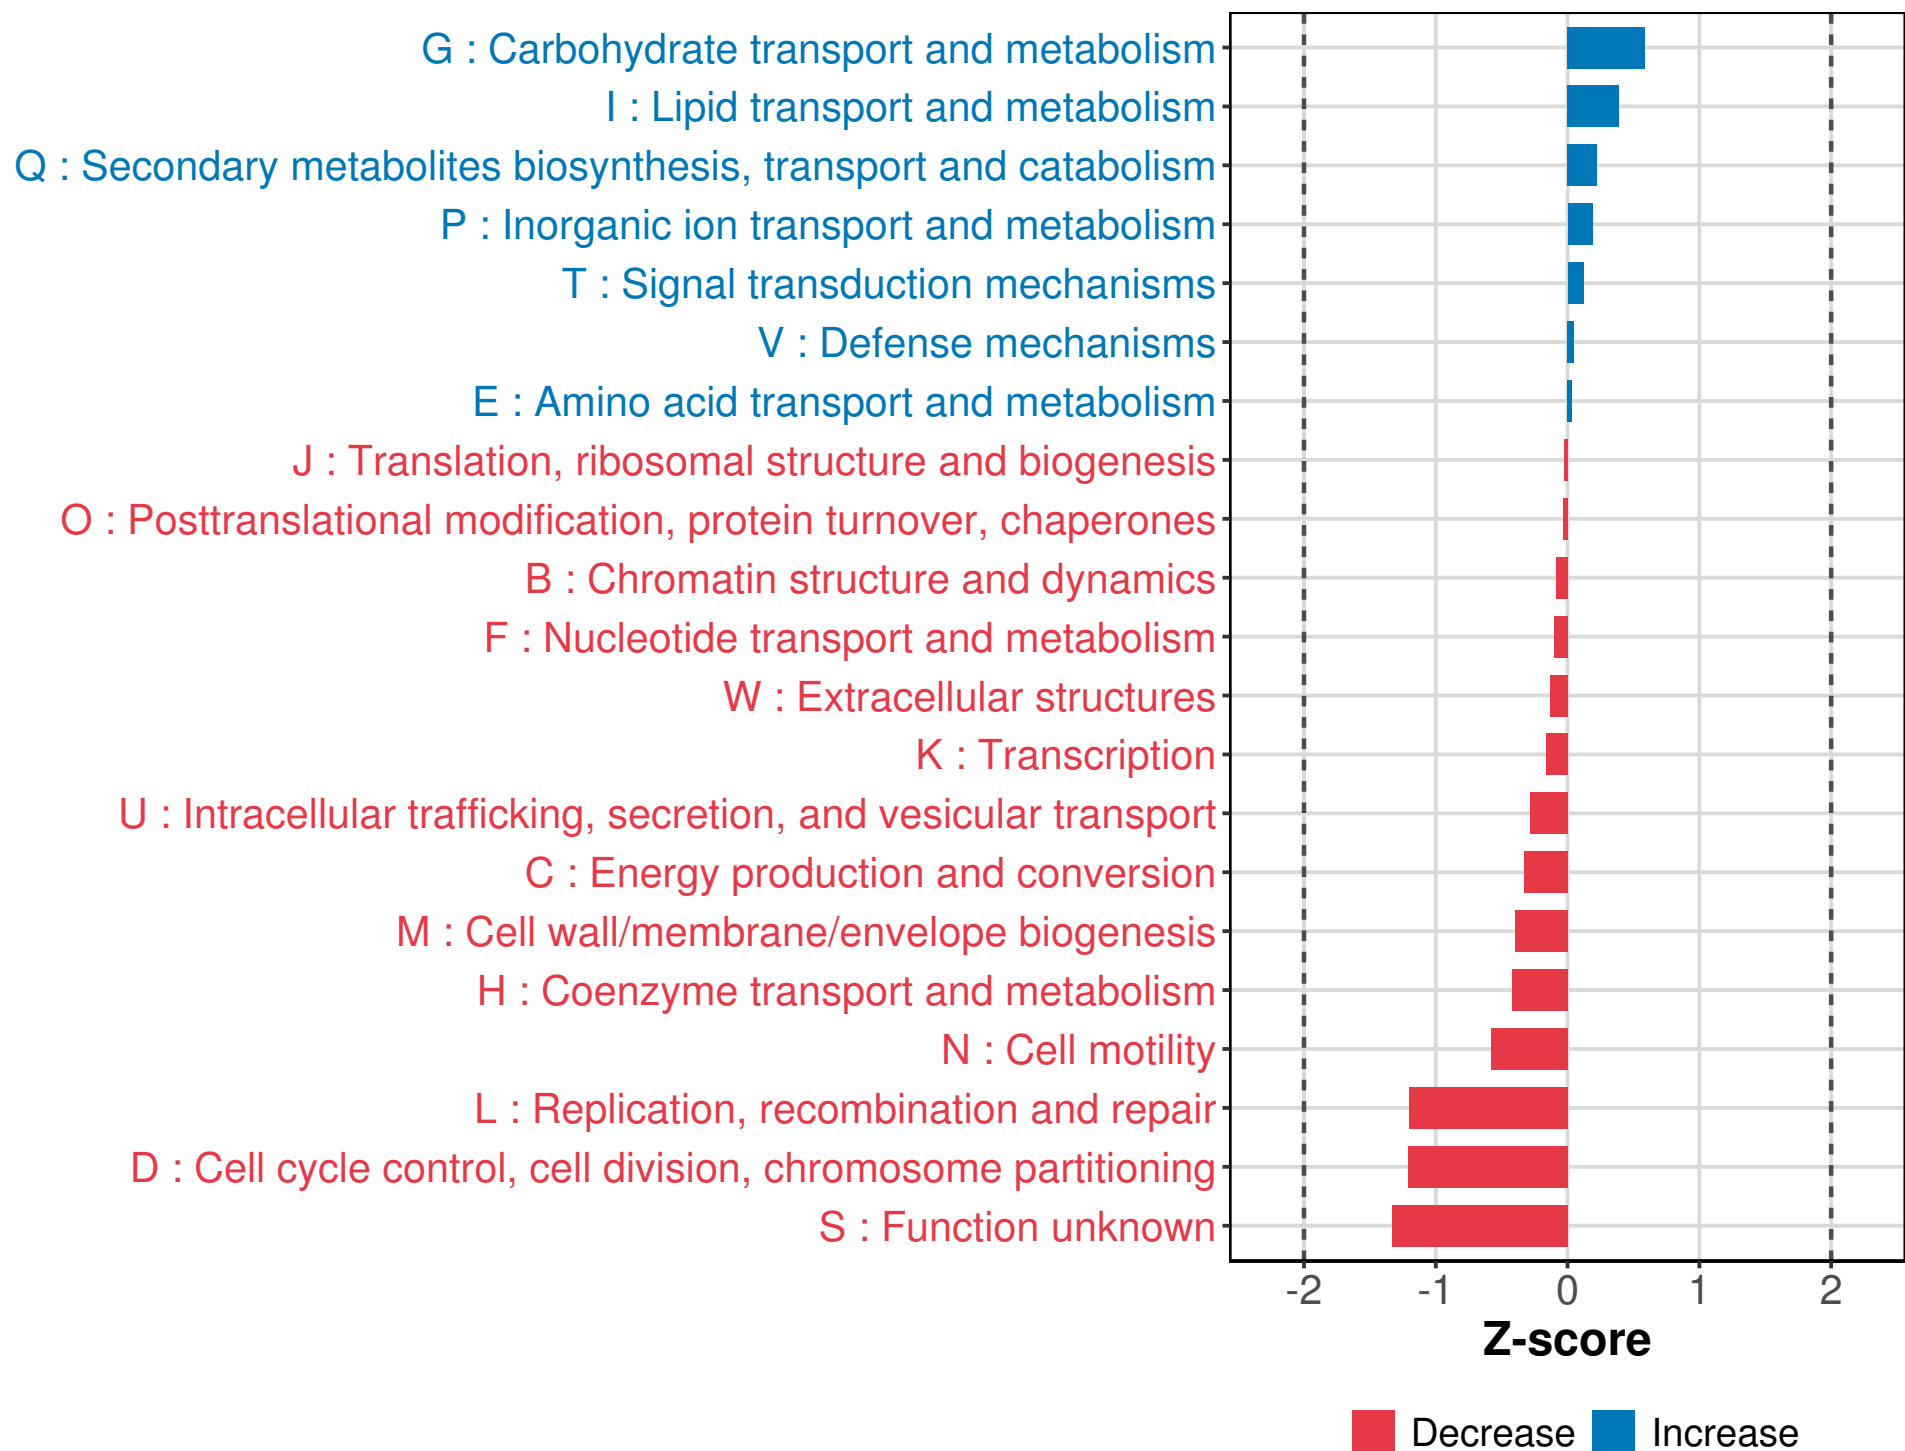 G : Carbohydrate transport and metabolism
I : Lipid transport and metabolism
Q : Secondary metabolites biosynthesis, transport and catabolism
P : Inorganic ion transport and metabolism
T : Signal transduction mechanisms
V : Defense mechanisms
E : Amino acid transport and metabolism
J : Translation, ribosomal structure and biogenesis
O : Posttranslational modification, protein turnover, chaperones
B : Chromatin structure and dynamics
F : Nucleotide transport and metabolism
W : Extracellular structures
K : Transcription
U : Intracellular trafficking, secretion, and vesicular transport
C : Energy production and conversion
M : Cell wall/membrane/envelope biogenesis
H : Coenzyme transport and metabolism
N : Cell motility
L : Replication, recombination and repair
D : Cell cycle control, cell division, chromosome partitioning
S : Function unknown
-2 -1 0 1 2
Z-score
Decrease Increase